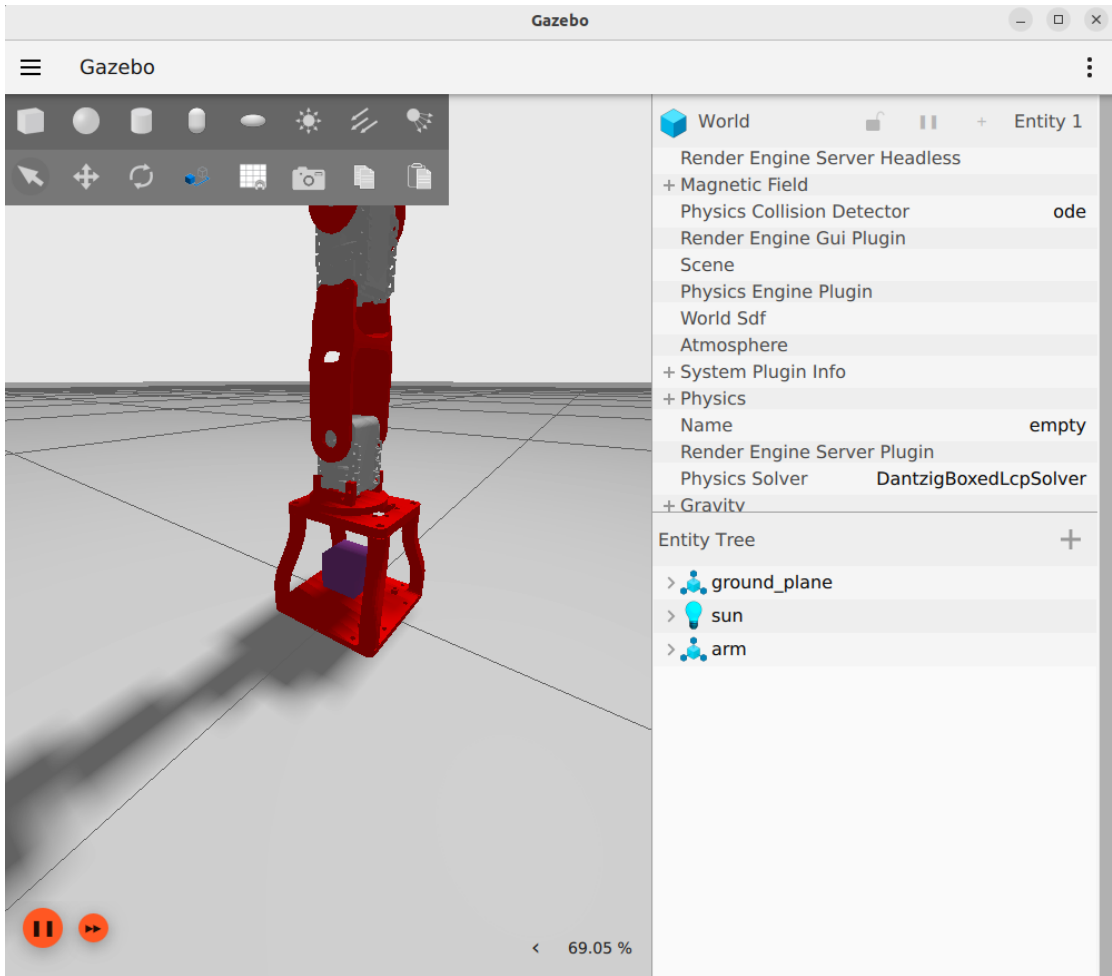 Gazebo
Gazebo
World Entity 1
Render Engine Server Headless
Magnetic Field
Physics Collision Detector ode
Render Engine Gui Plugin
Scene
Physics Engine Plugin
World Sdf
Atmosphere
System Plugin Info
Physics
Name empty
Render Engine Server Plugin
Physics Solver DantzigBoxedLcpSolver
Gravity
Entity Tree
ground_plane
sun
arm
69.05 %